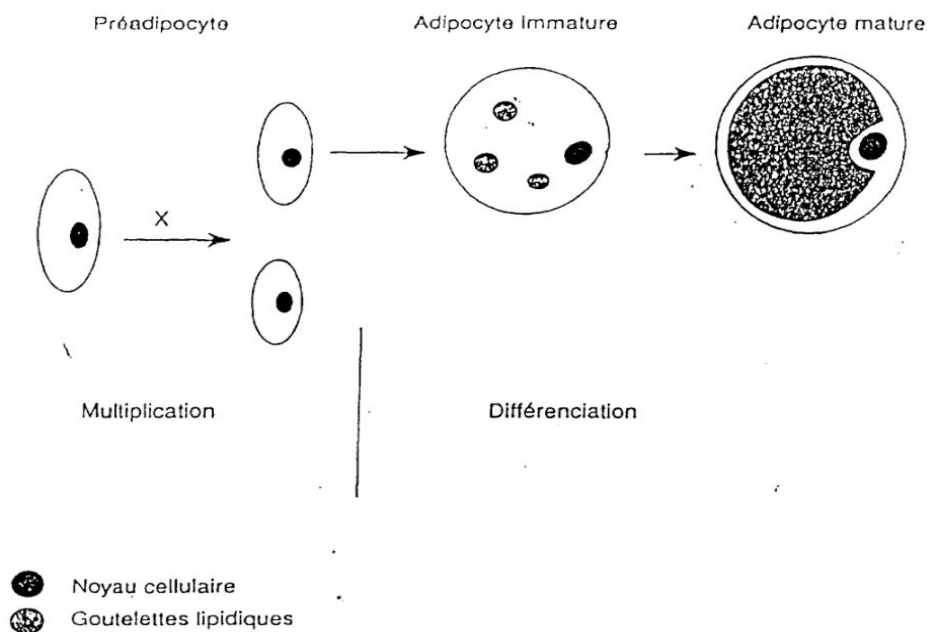 Préadipocyte Adipocyte Immature Adipocyte mature
X
Multiplication Différenciation
Noyau cellulaire
Goutelettes lipidiques